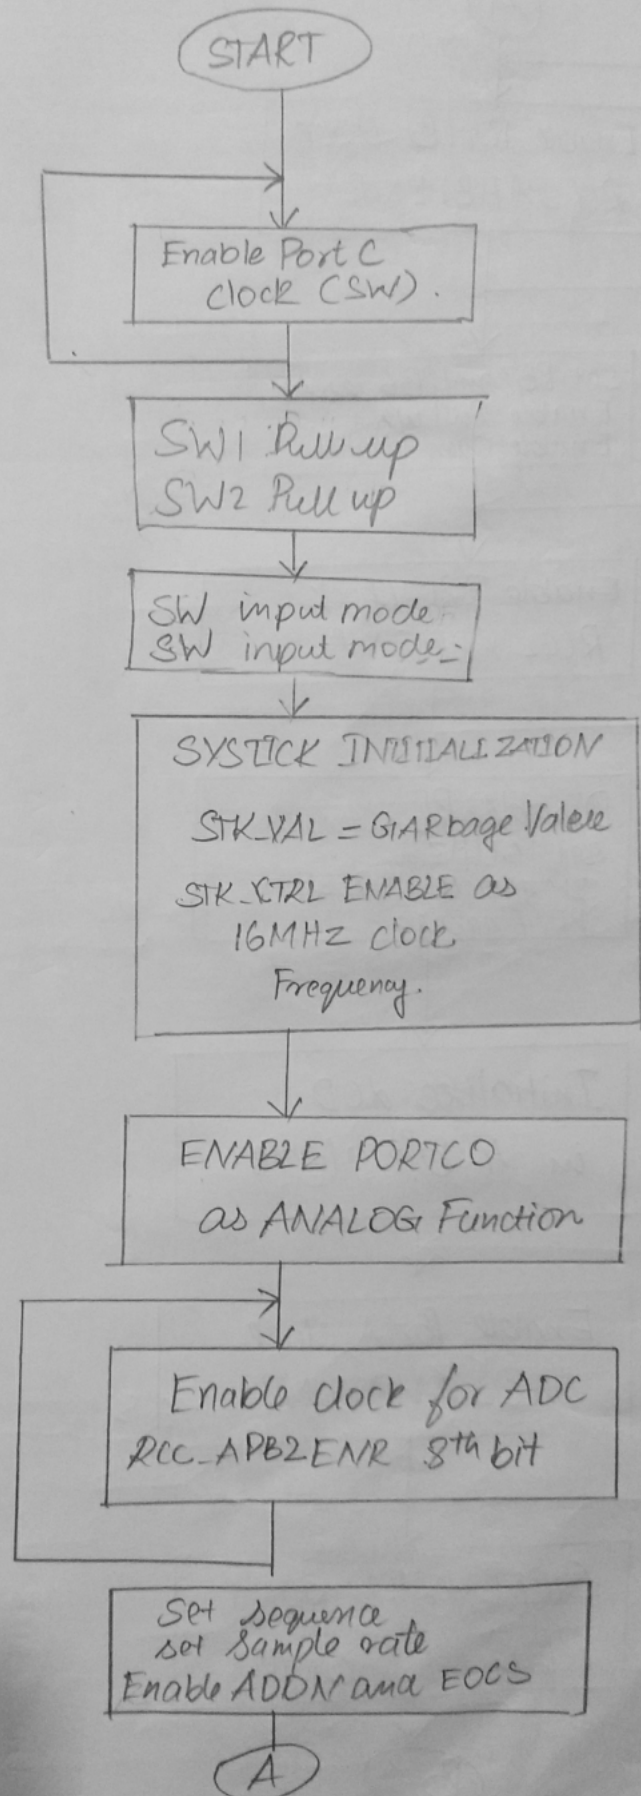 START
Enable Port C
Clock (SW).
SW1 Pull up
SW2 Pull up
SW input mode.
SW input mode.
SYSTICK INITIALIZATION
STK_VAL = GARbage Value
STK_CTRL ENABLE as
16MHz clock
Frequency.
ENABLE PORTC0
as ANALOG Function
Enable clock for ADC
RCC_APB2ENR 8th bit
Set sequence
set sample rate
Enable ADON and EOCS
A